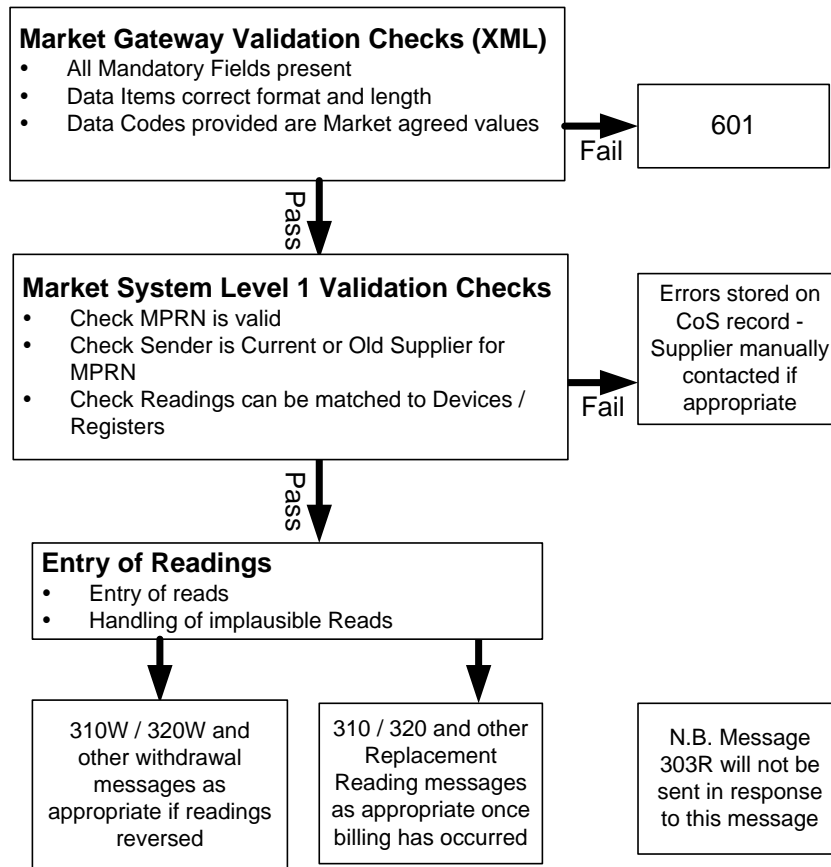 Market Gateway Validation Checks (XML)
• All Mandatory Fields present
• Data Items correct format and length
• Data Codes provided are Market agreed values
Fail
601
Pass
Market System Level 1 Validation Checks
• Check MPRN is valid
• Check Sender is Current or Old Supplier for
MPRN
• Check Readings can be matched to Devices /
Registers
Fail
Errors stored on
CoS record -
Supplier manually
contacted if
appropriate
Pass
Entry of Readings
• Entry of reads
• Handling of implausible Reads
310W / 320W and
other withdrawal
messages as
appropriate if readings
reversed
310 / 320 and other
Replacement
Reading messages
as appropriate once
billing has occurred
N.B. Message
303R will not be
sent in response
to this message